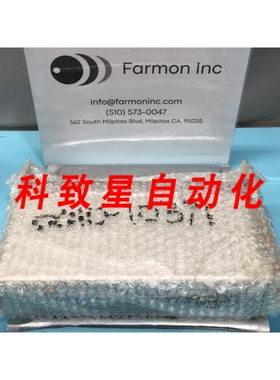 Farmon Inc
info@farmoninc.com
(510) 573-0047
562 South Milpitas Blvd, Milpitas CA. 95035
科致星自动化